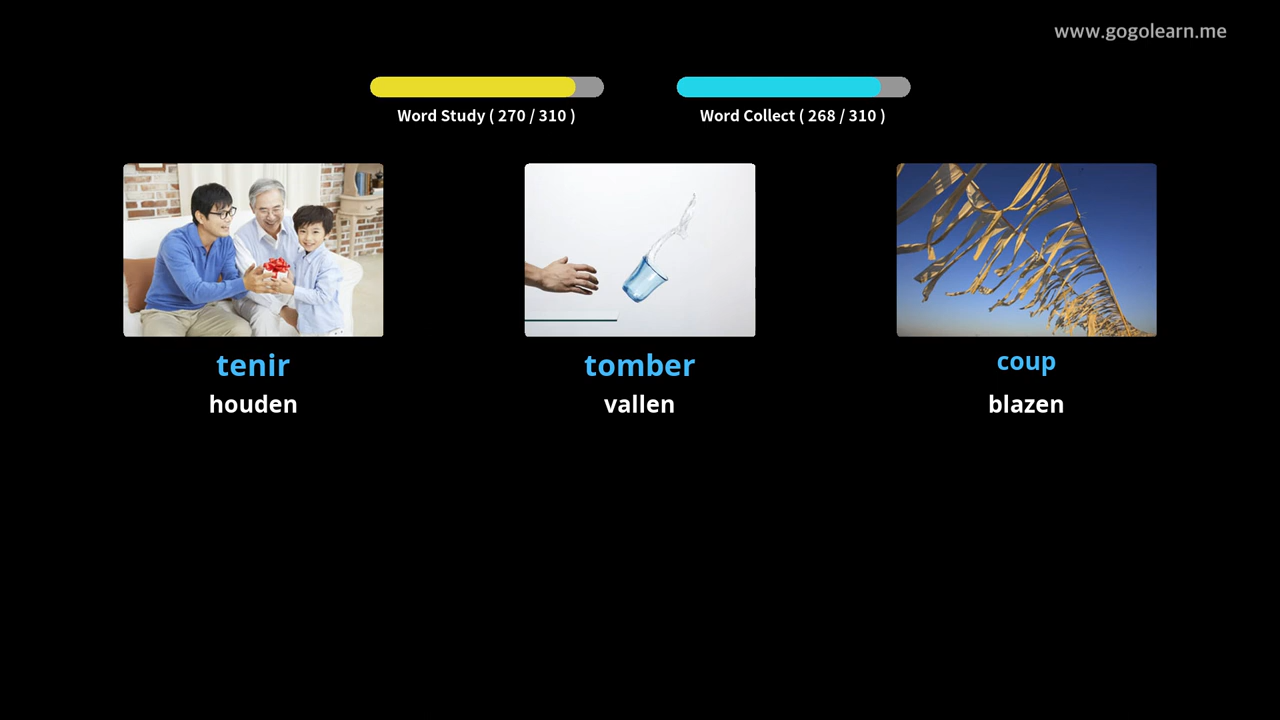 www.gogolearn.me
Word Study ( 270 / 310 )
Word Collect ( 268 / 310 )
tenir
houden
tomber
vallen
coup
blazen